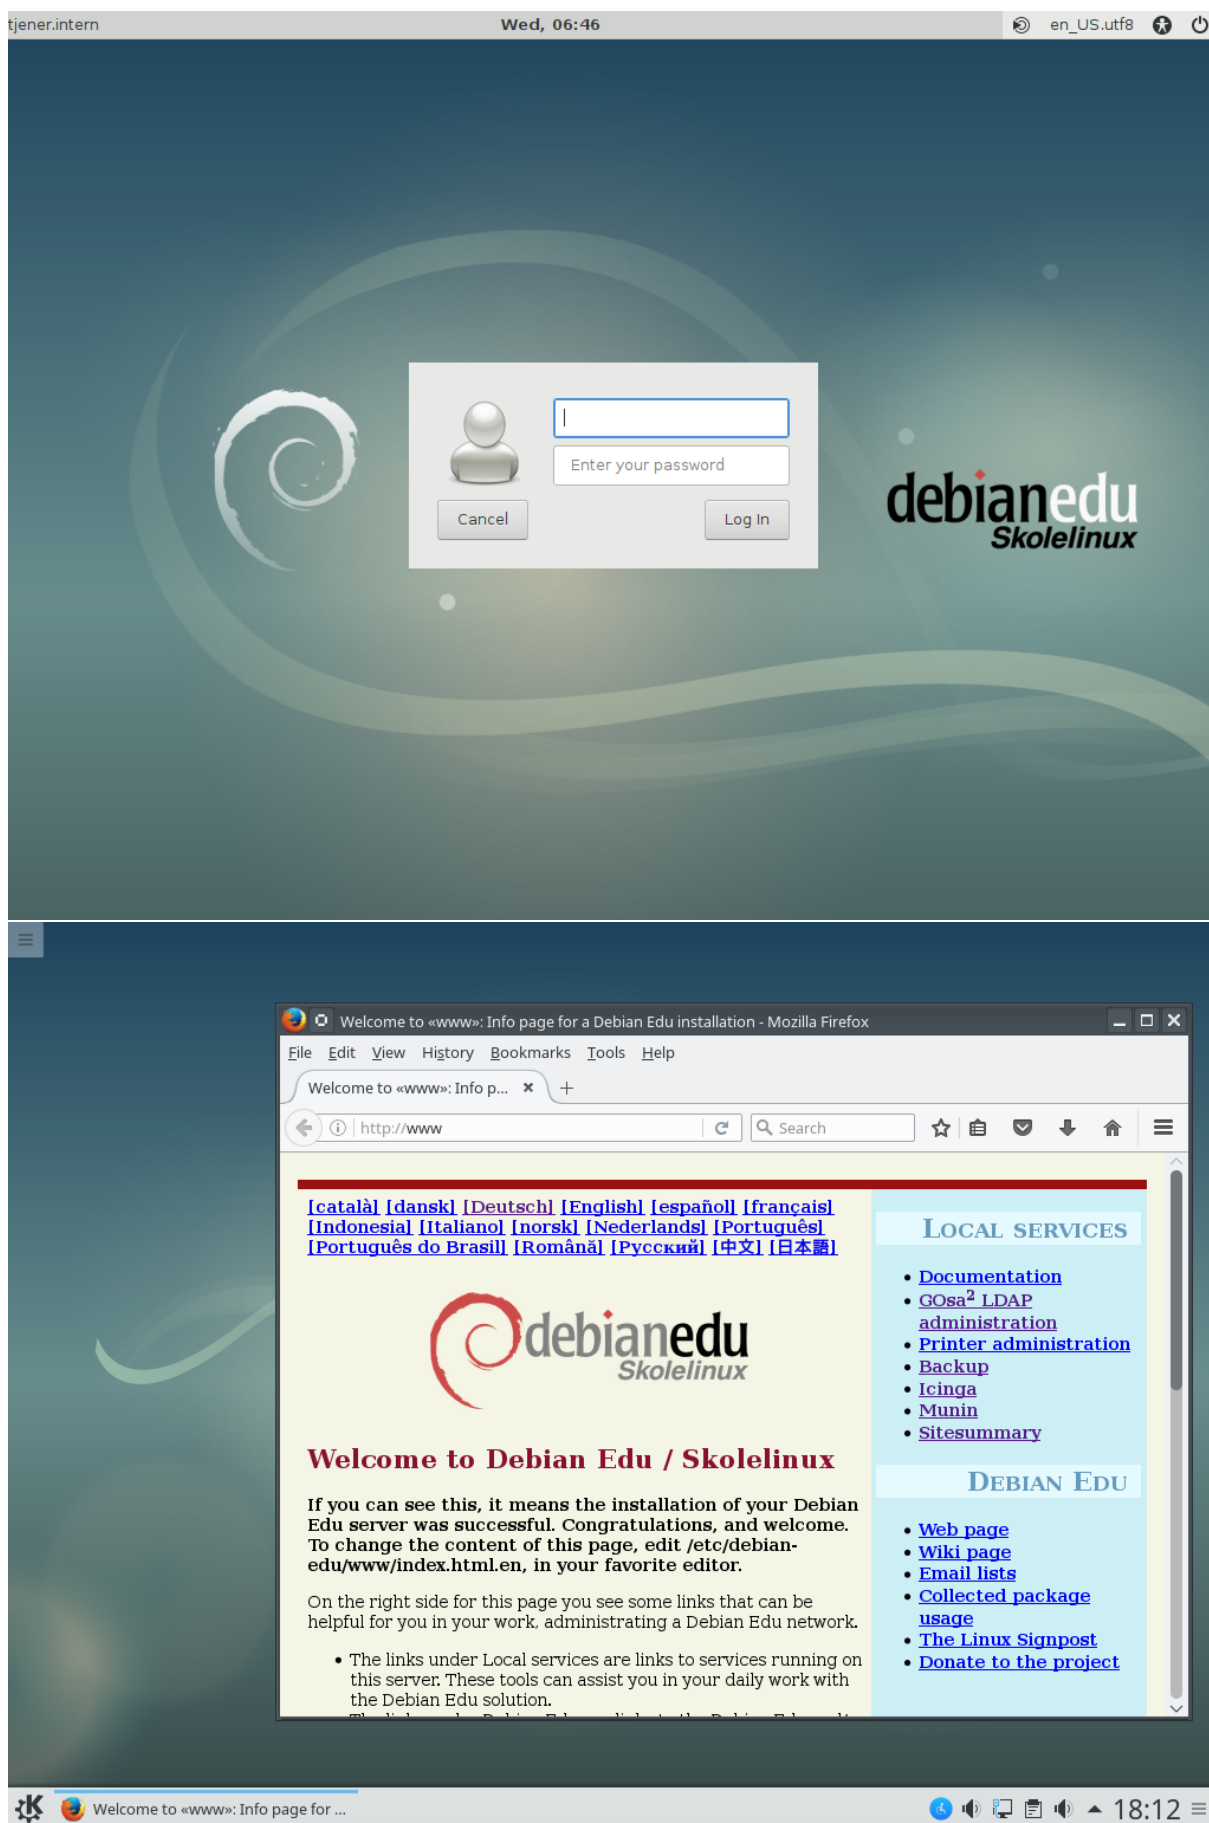 tjener.intern
Wed, 06:46
en_US.utf8
Enter your password
Cancel
Log In
debianedu
Skolelinux
Welcome to «www»: Info page for a Debian Edu installation - Mozilla Firefox
File Edit View History Bookmarks Tools Help
Welcome to «www»: Info p...
http://www
Search
[català] [dansk] [Deutsch] [English] [español] [français]
[Indonesia] [Italiano] [norsk] [Nederlands] [Português]
[Português do Brasil] [Română] [Русский] [中文] [日本語]
debianedu
Skolelinux
Welcome to Debian Edu / Skolelinux
If you can see this, it means the installation of your Debian
Edu server was successful. Congratulations, and welcome.
To change the content of this page, edit /etc/debian-
edu/www/index.html.en, in your favorite editor.
On the right side for this page you see some links that can be
helpful for you in your work, administrating a Debian Edu network.
• The links under Local services are links to services running on
this server. These tools can assist you in your daily work with
the Debian Edu solution.
Local services
• Documentation
• GOsa² LDAP
administration
• Printer administration
• Backup
• Icinga
• Munin
• Sitesummary
Debian Edu
• Web page
• Wiki page
• Email lists
• Collected package
usage
• The Linux Signpost
• Donate to the project
Welcome to «www»: Info page for ...
18:12